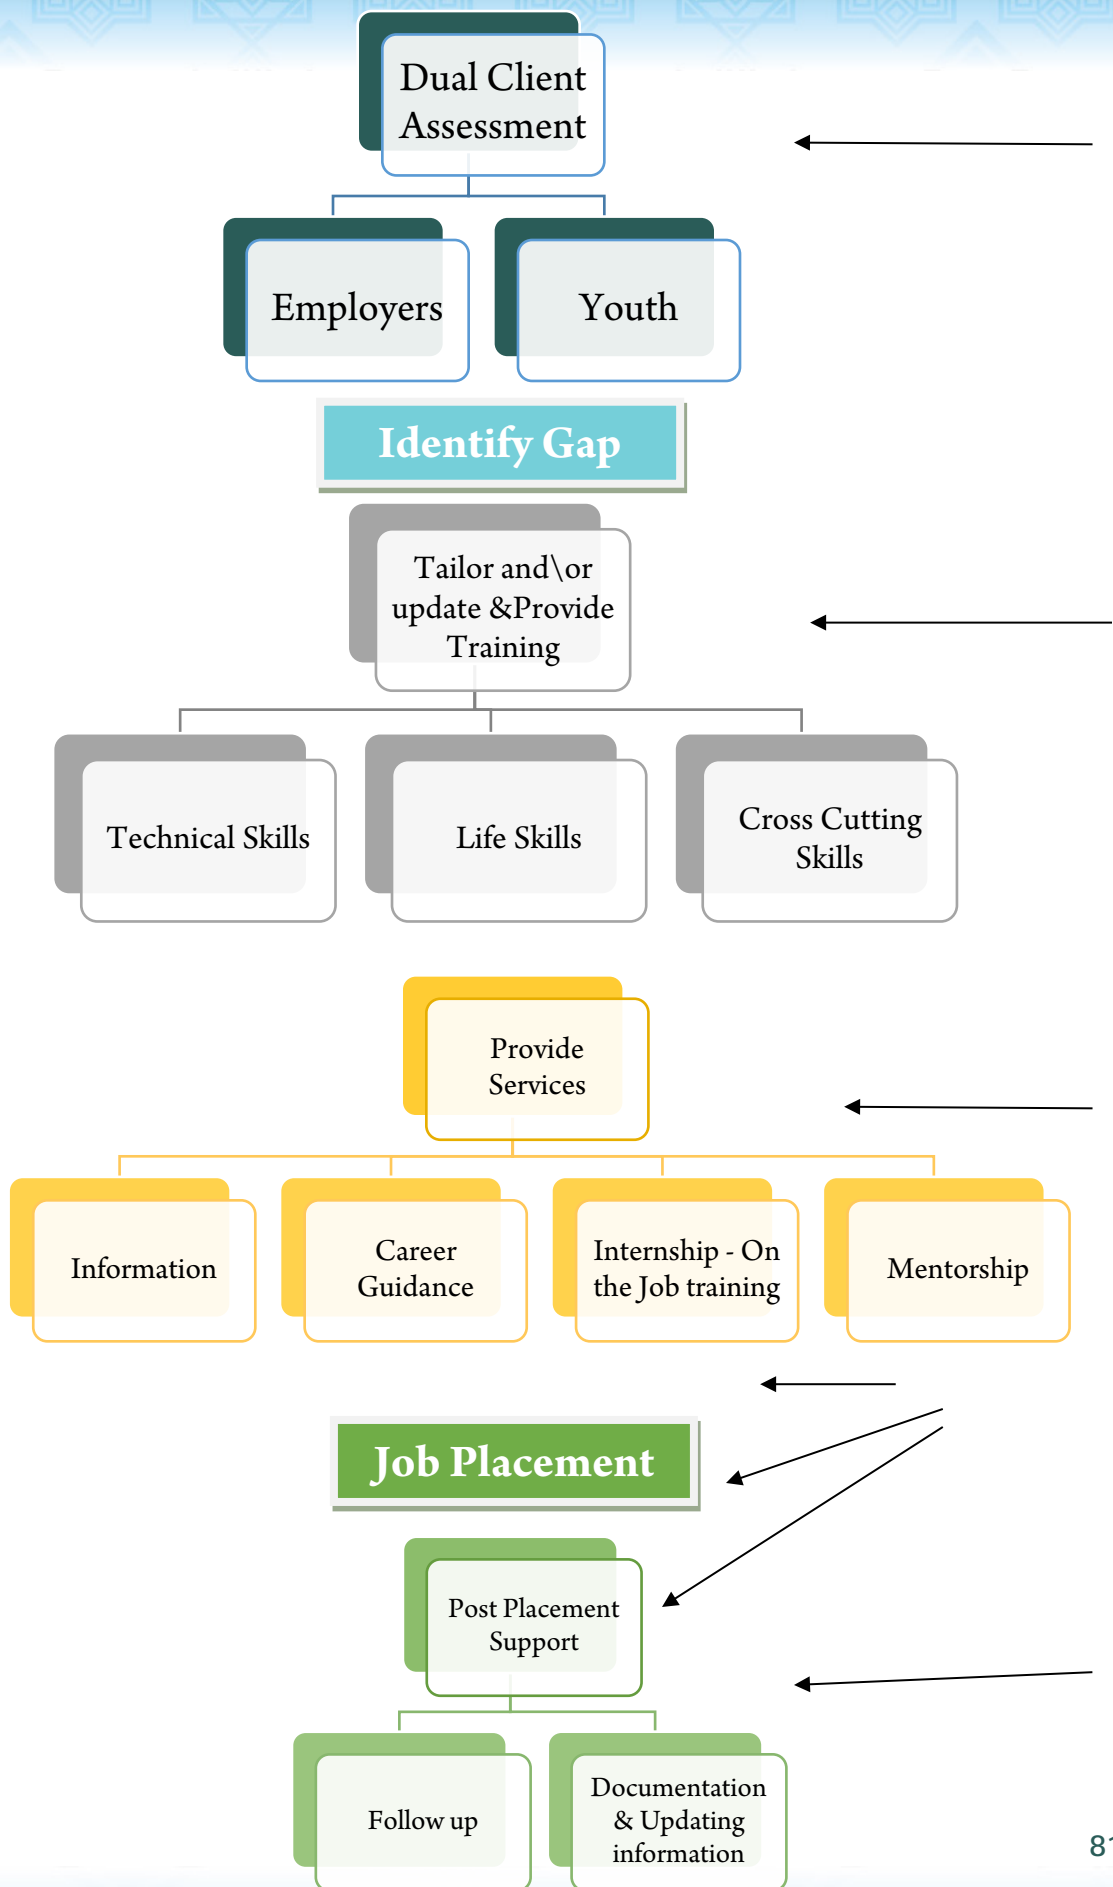 Dual Client
Assessment
Employers
Youth
Identify Gap
Tailor and\or
update &Provide
Training
Technical Skills
Life Skills
Cross Cutting
Skills
Provide
Services
Information
Career
Guidance
Internship - On
the Job training
Mentorship
Job Placement
Post Placement
Support
Follow up
Documentation
& Updating
information
81